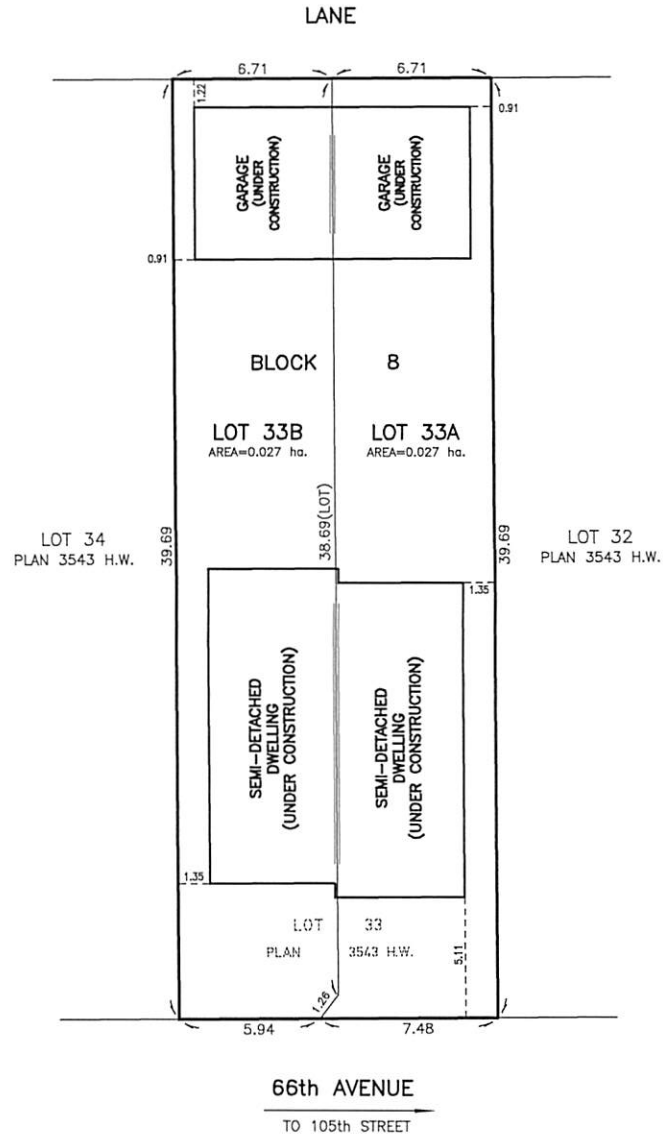 LANE
6.71 6.71
1.22
0.91
GARAGE
(UNDER
CONSTRUCTION)
GARAGE
(UNDER
CONSTRUCTION)
0.91
BLOCK 8
LOT 33B
AREA=0.027 ha.
LOT 33A
AREA=0.027 ha.
LOT 34
PLAN 3543 H.W.
39.69
38.69(LOT)
39.69
LOT 32
PLAN 3543 H.W.
1.35
SEMI-DETACHED
DWELLING
(UNDER CONSTRUCTION)
SEMI-DETACHED
DWELLING
(UNDER CONSTRUCTION)
1.35
LOT 33
PLAN 3543 H.W.
5.11
1.26
5.94 7.48
66th AVENUE
TO 105th STREET